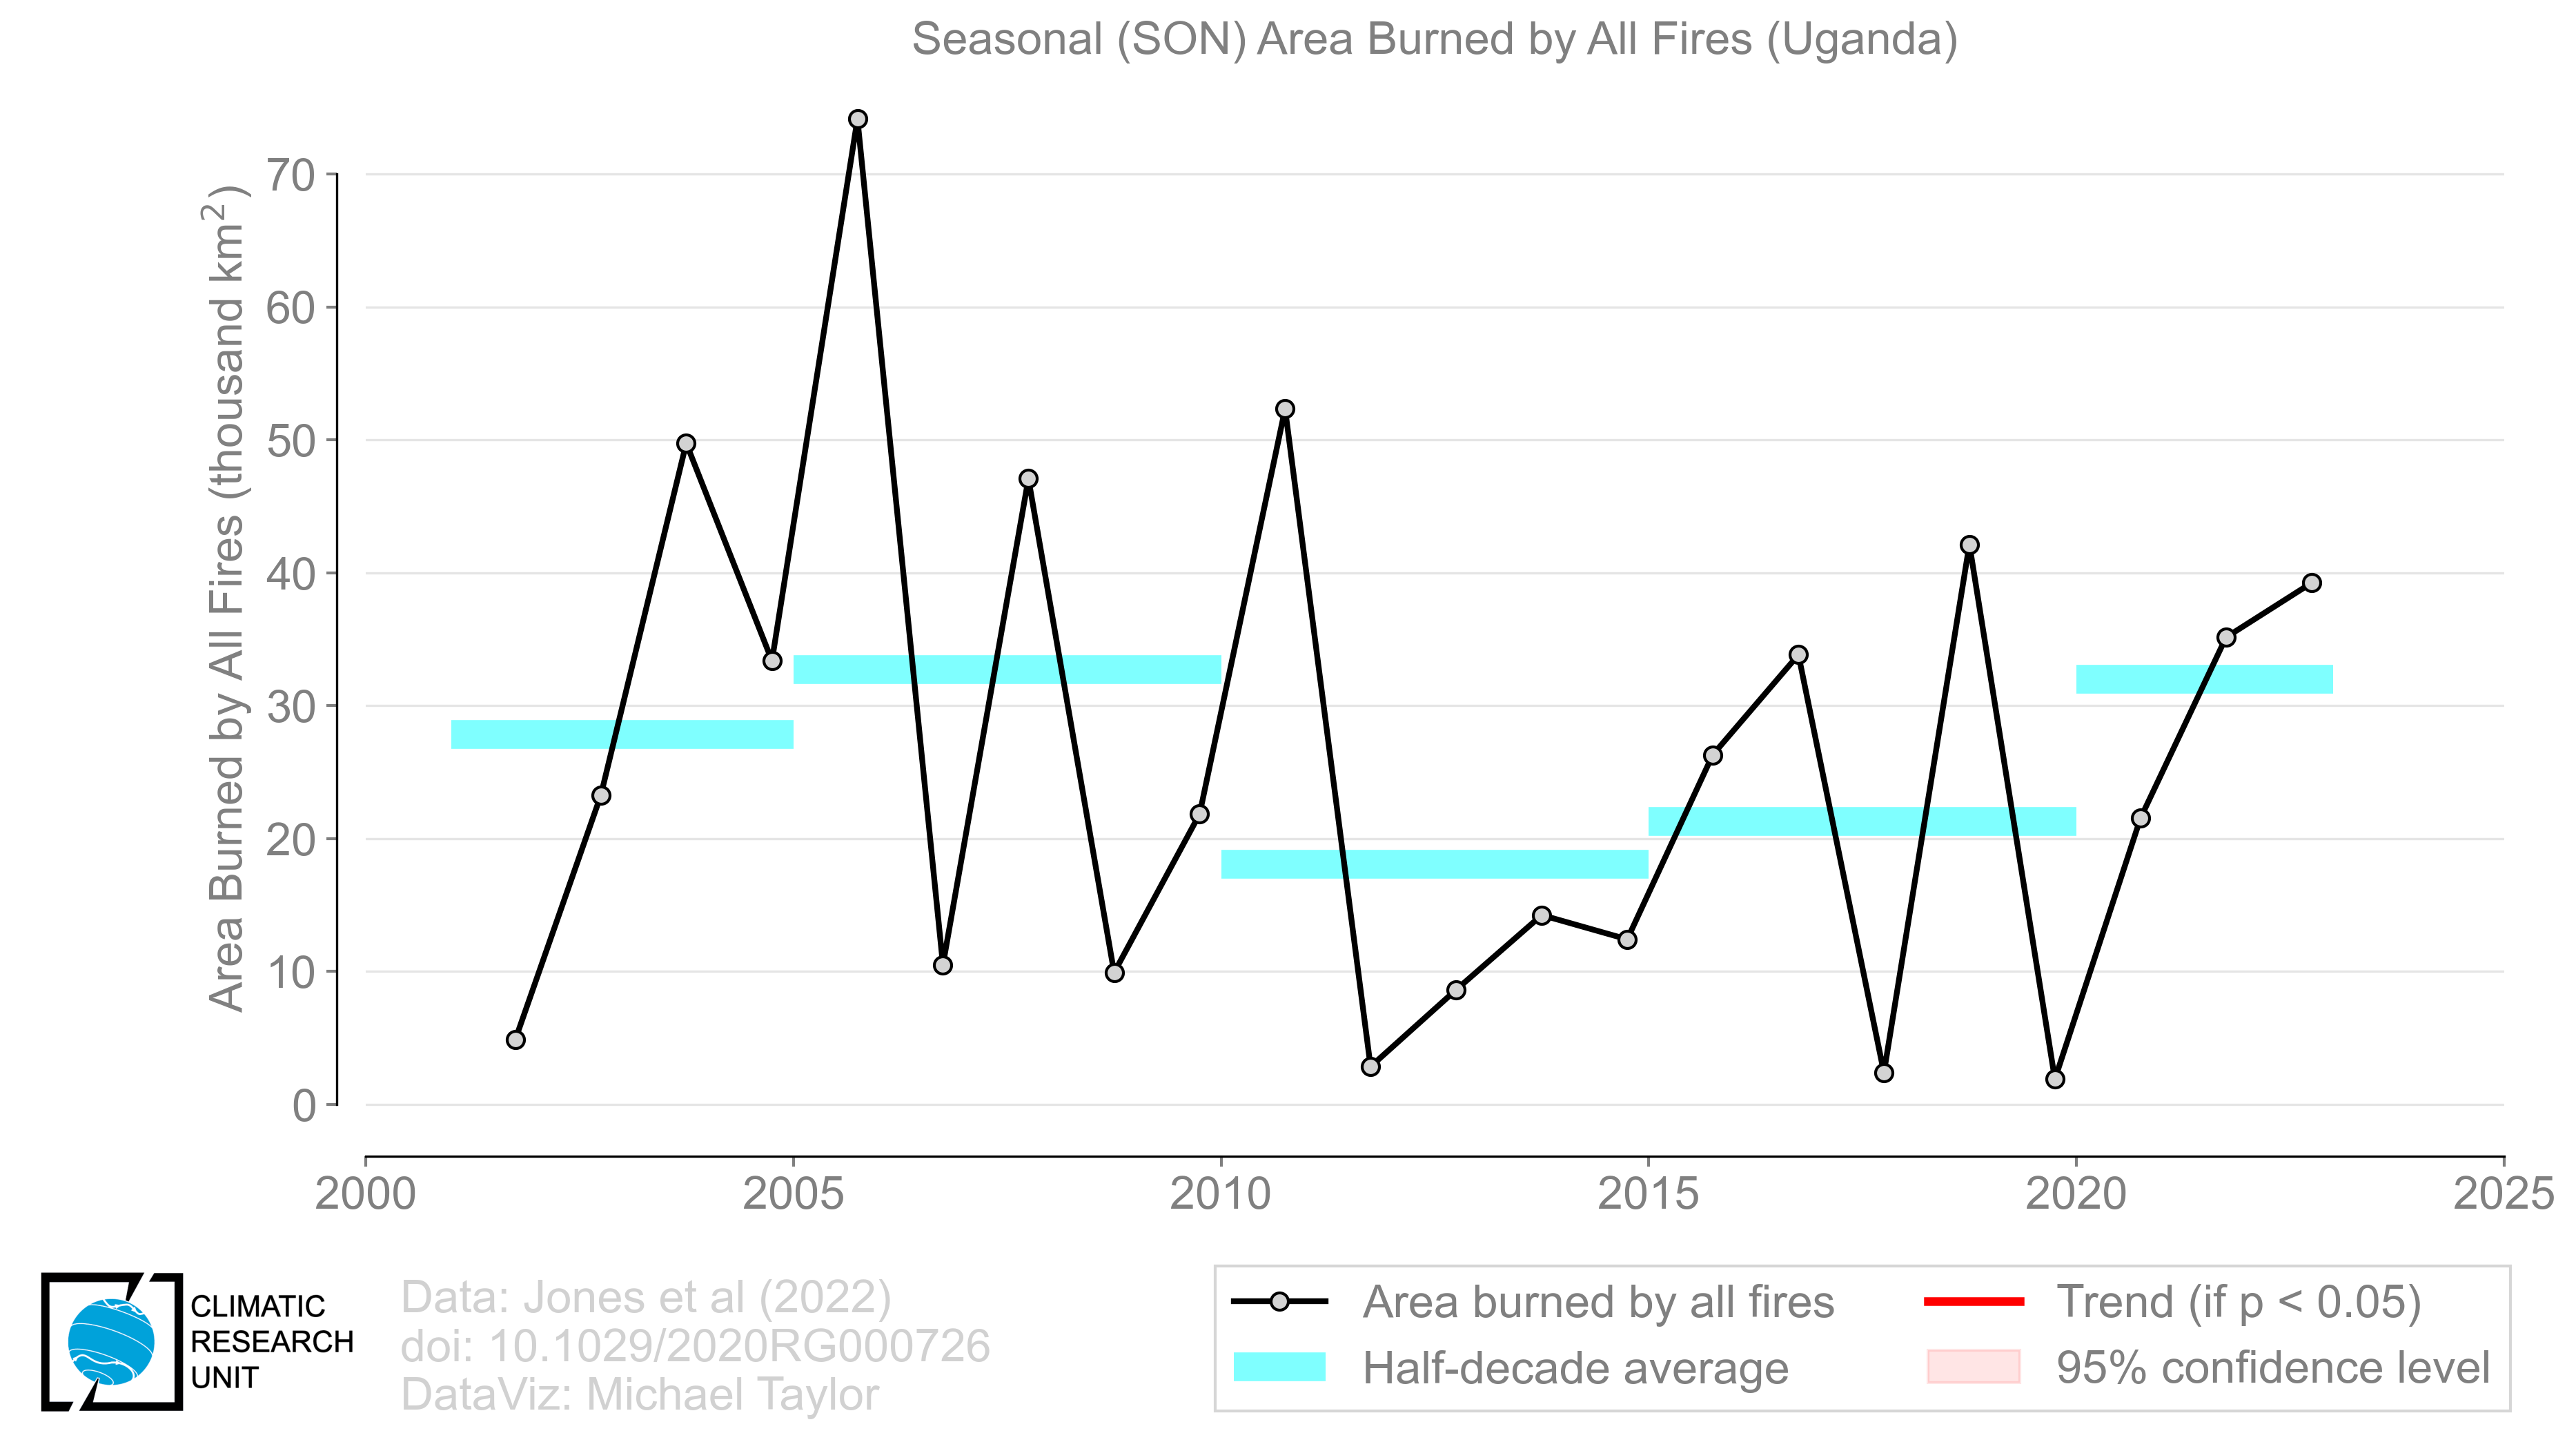 Seasonal (SON) Area Burned by All Fires (Uganda)
Area Burned by All Fires (thousand km²)
70
60
50
40
30
20
10
0
2000 2005 2010 2015 2020 2025
CLIMATIC
RESEARCH
UNIT
Data: Jones et al (2022)
doi: 10.1029/2020RG000726
DataViz: Michael Taylor
Area burned by all fires
Half-decade average
Trend (if p < 0.05)
95% confidence level